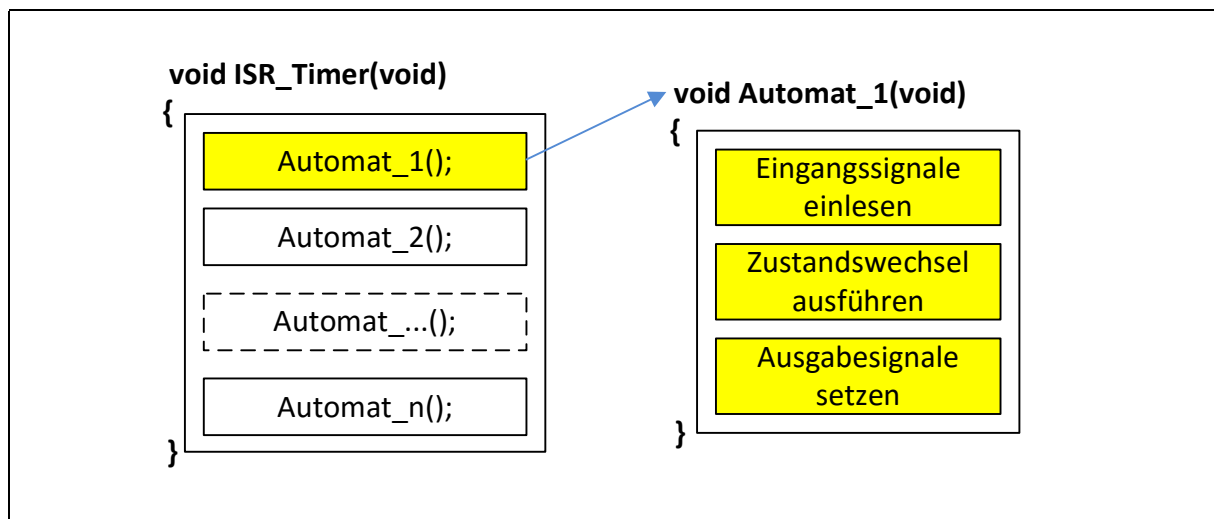 void ISR_Timer(void)
{
Automat_1();
Automat_2();
Automat_...();
Automat_n();
}
void Automat_1(void)
{
Eingangssignale
einlesen
Zustandswechsel
ausführen
Ausgabesignale
setzen
}